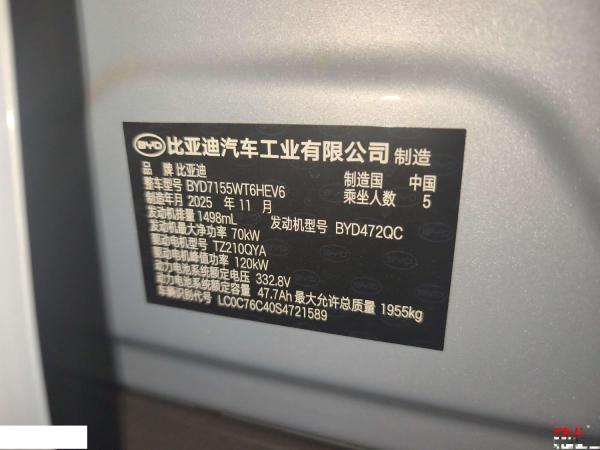 BYD 比亚迪汽车工业有限公司 制造
品 牌 比亚迪 制造国 中国
整车型号 BYD7155WT6HEV6 乘坐人数 5
制造年月 2025 年 11 月
发动机排量 1498mL 发动机型号 BYD472QC
发动机最大净功率 70kW
驱动电机型号 TZ210QYA
驱动电机峰值功率 120kW
动力电池系统额定电压 332.8V
动力电池系统额定容量 47.7Ah 最大允许总质量 1955kg
车辆识别代号 LC0C76C40S4721589